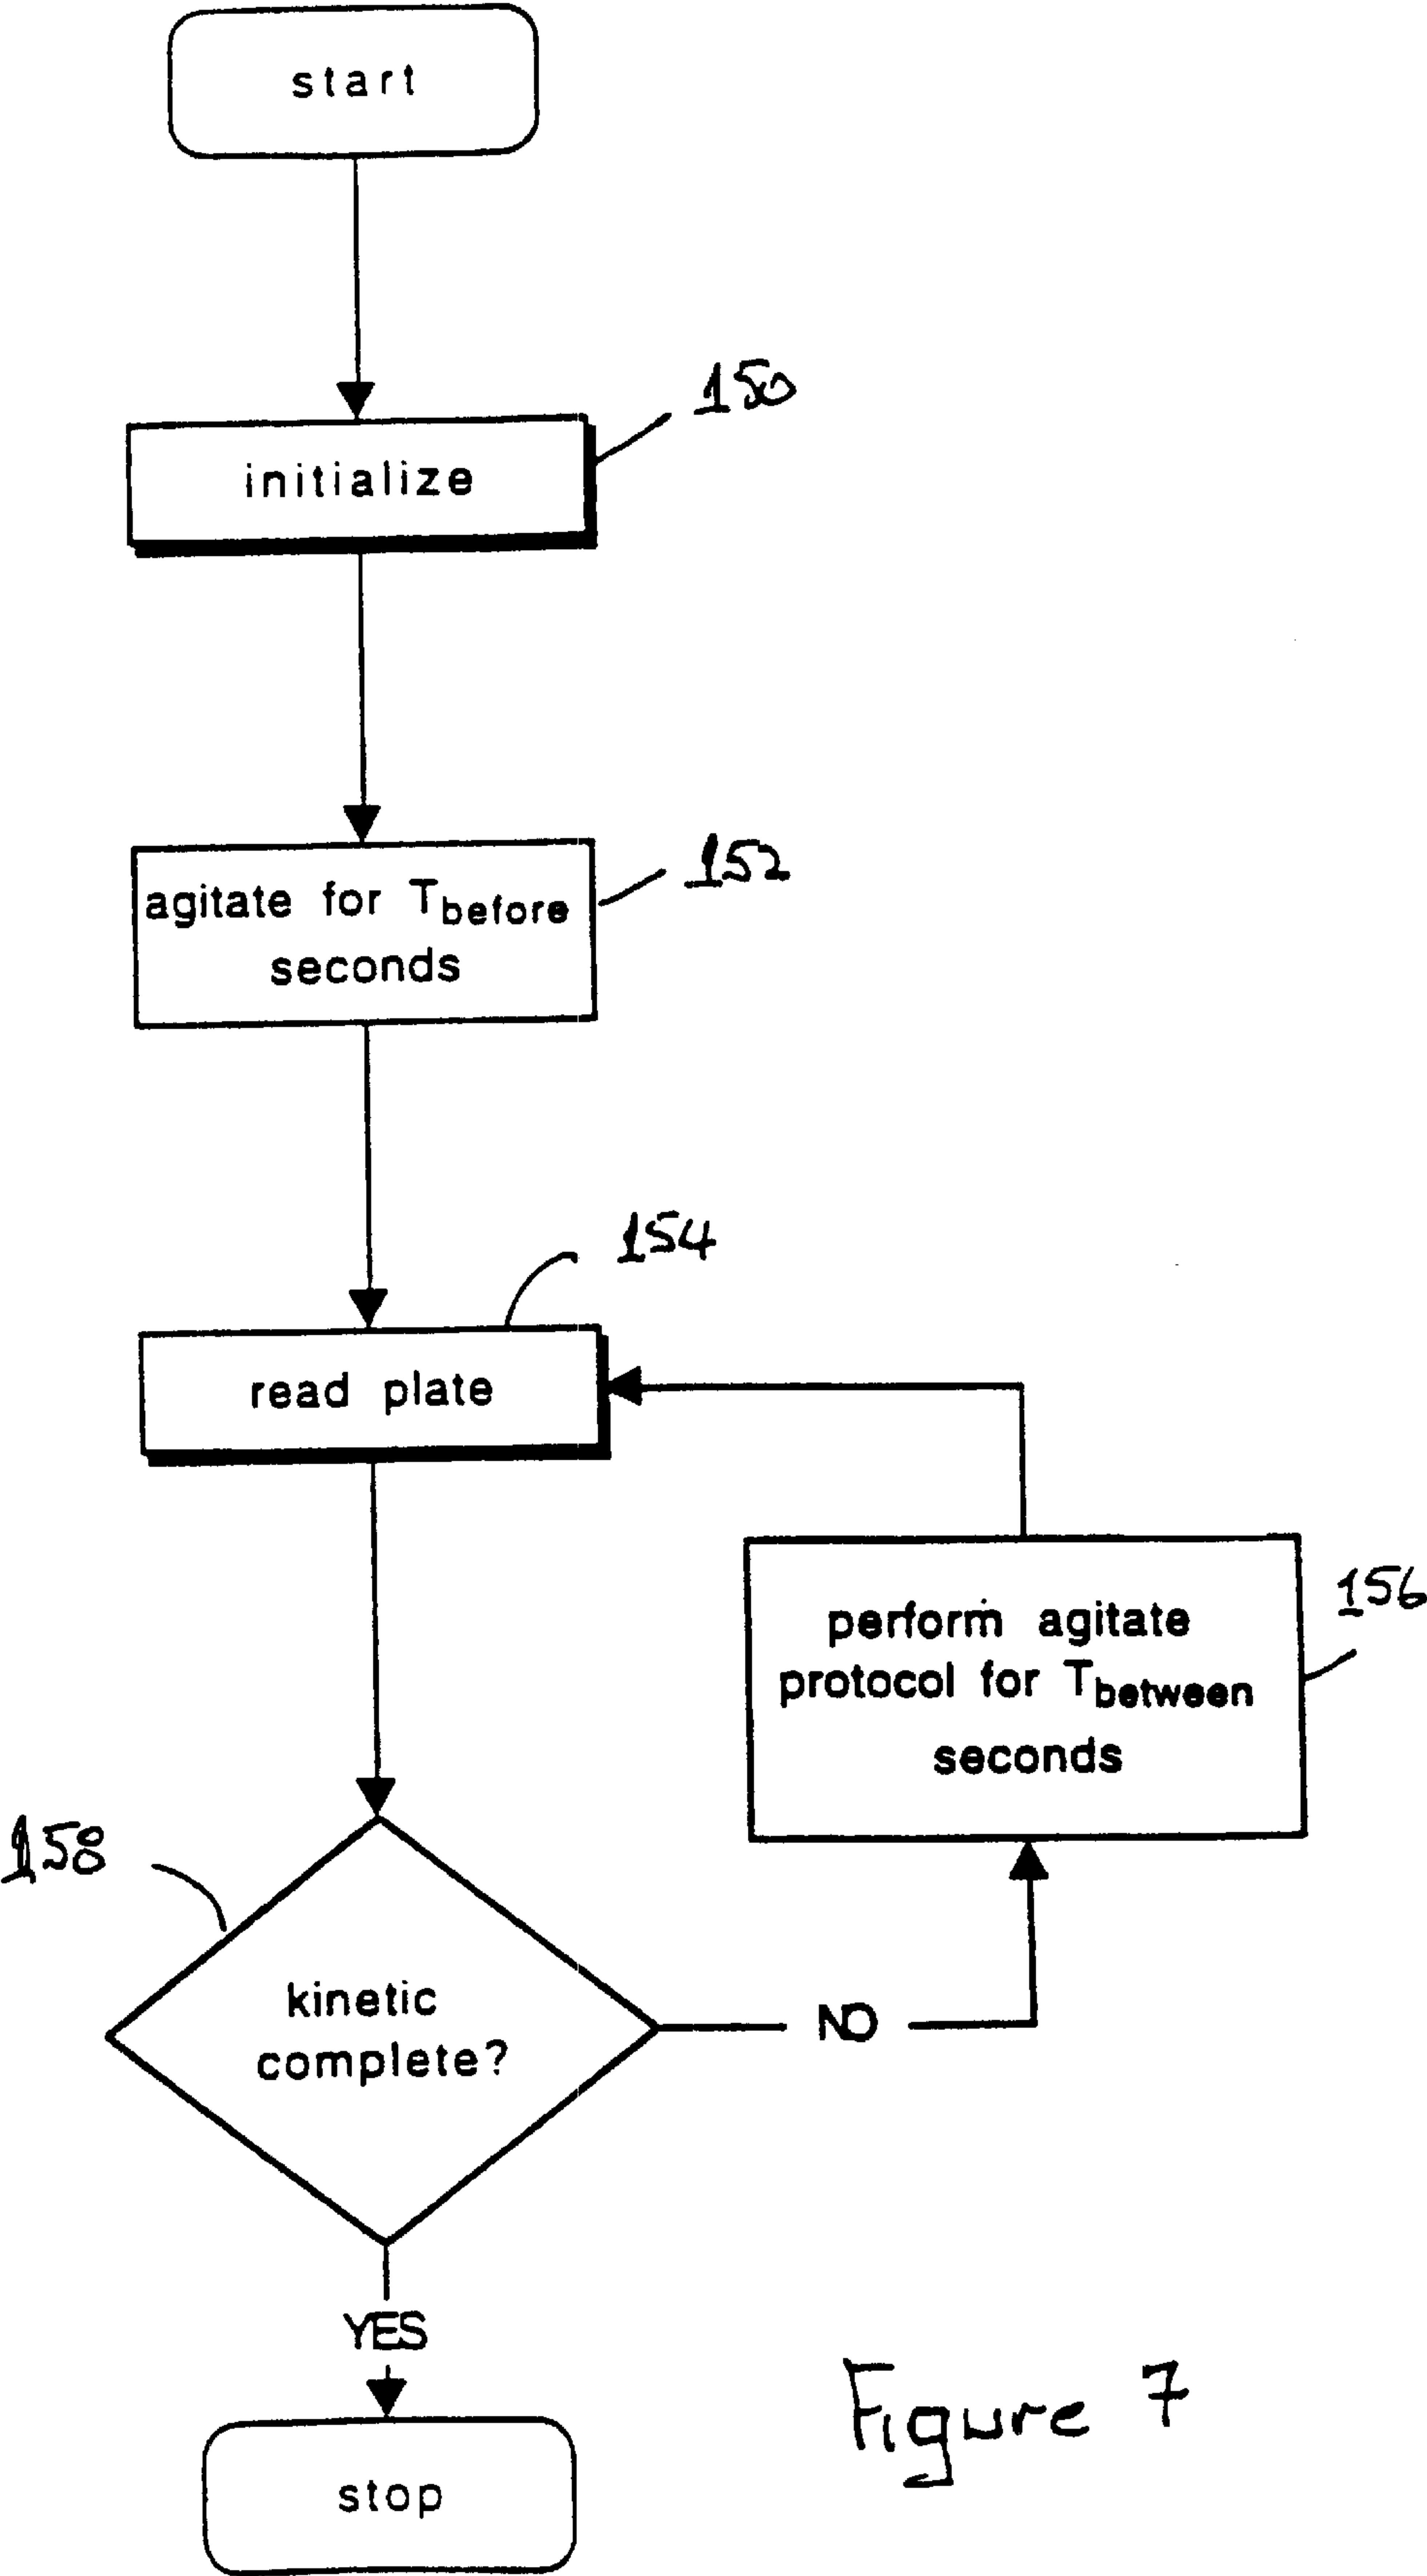 start
150
initialize
152
agitate for Tbefore
seconds
154
read plate
156
perform agitate
protocol for Tbetween
seconds
158
kinetic
complete?
NO
YES
stop
Figure 7